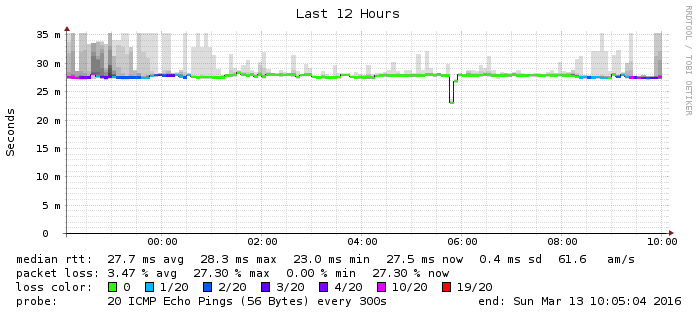 Last 12 Hours
RRDTOOL / TOBI OETIKER
Seconds
35 m
30 m
25 m
20 m
15 m
10 m
5 m
0
00:00 02:00 04:00 06:00 08:00 10:00
median rtt: 27.7 ms avg 28.3 ms max 23.0 ms min 27.5 ms now 0.4 ms sd 61.6 am/s
packet loss: 3.47 % avg 27.30 % max 0.00 % min 27.30 % now
loss color: 0 1/20 2/20 3/20 4/20 10/20 19/20
probe: 20 ICMP Echo Pings (56 Bytes) every 300s end: Sun Mar 13 10:05:04 2016